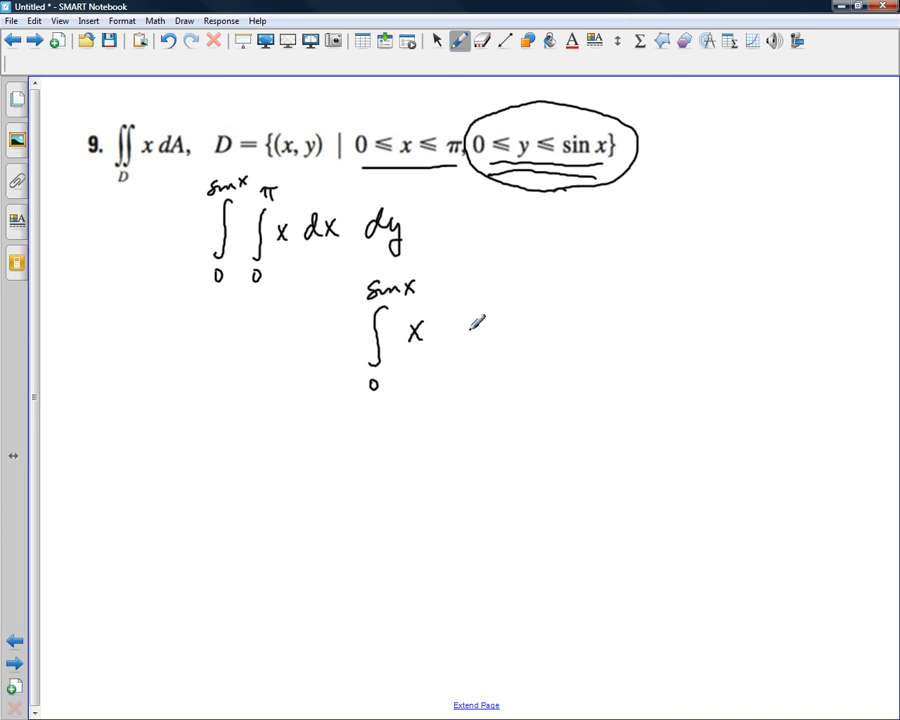 Untitled * - SMART Notebook
File Edit View Insert Format Math Draw Response Help
9. ∬ x dA, D = {(x, y) | 0 ⩽ x ⩽ π, 0 ⩽ y ⩽ sin x}
D
sin x π
∫ ∫ x dx dy
0 0
sin x
∫ x
0
Extend Page